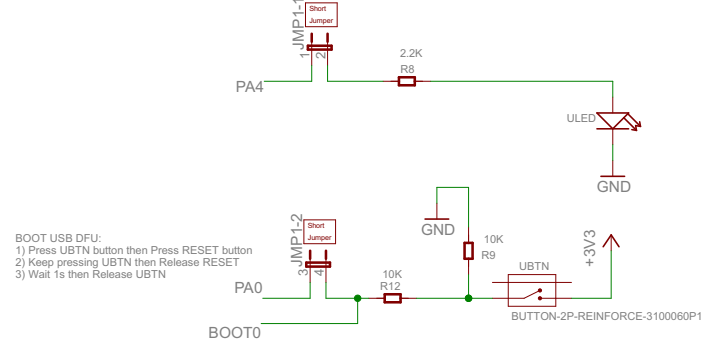 JMP1-1
Short
Jumper
1
2
2.2K
R8
PA4
ULED
GND
JMP1-2
Short
Jumper
GND
10K
R9
+3V3
BOOT USB DFU:
1) Press UBTN button then Press RESET button
2) Keep pressing UBTN then Release RESET
3) Wait 1s then Release UBTN
3
4
10K
R12
UBTN
PA0
BUTTON-2P-REINFORCE-3100060P1
BOOT0